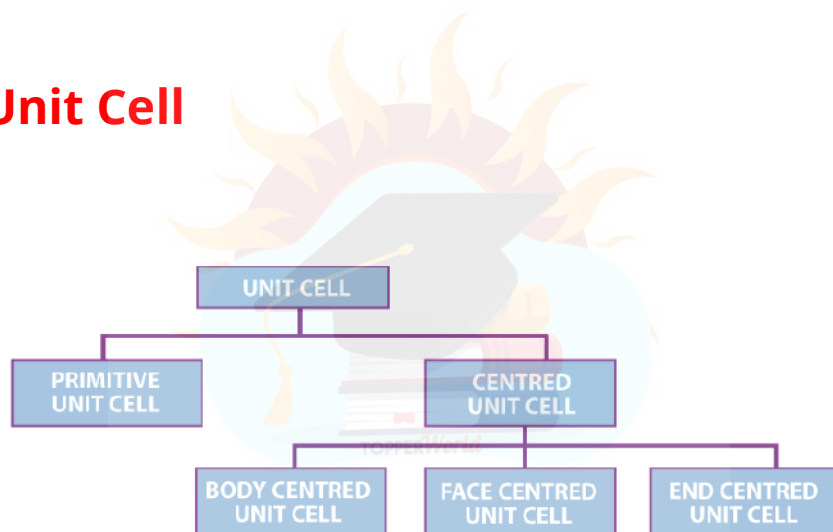 Unit Cell
UNIT CELL
PRIMITIVE
UNIT CELL
CENTRED
UNIT CELL
TOPPERWorld
BODY CENTRED
UNIT CELL
FACE CENTRED
UNIT CELL
END CENTRED
UNIT CELL